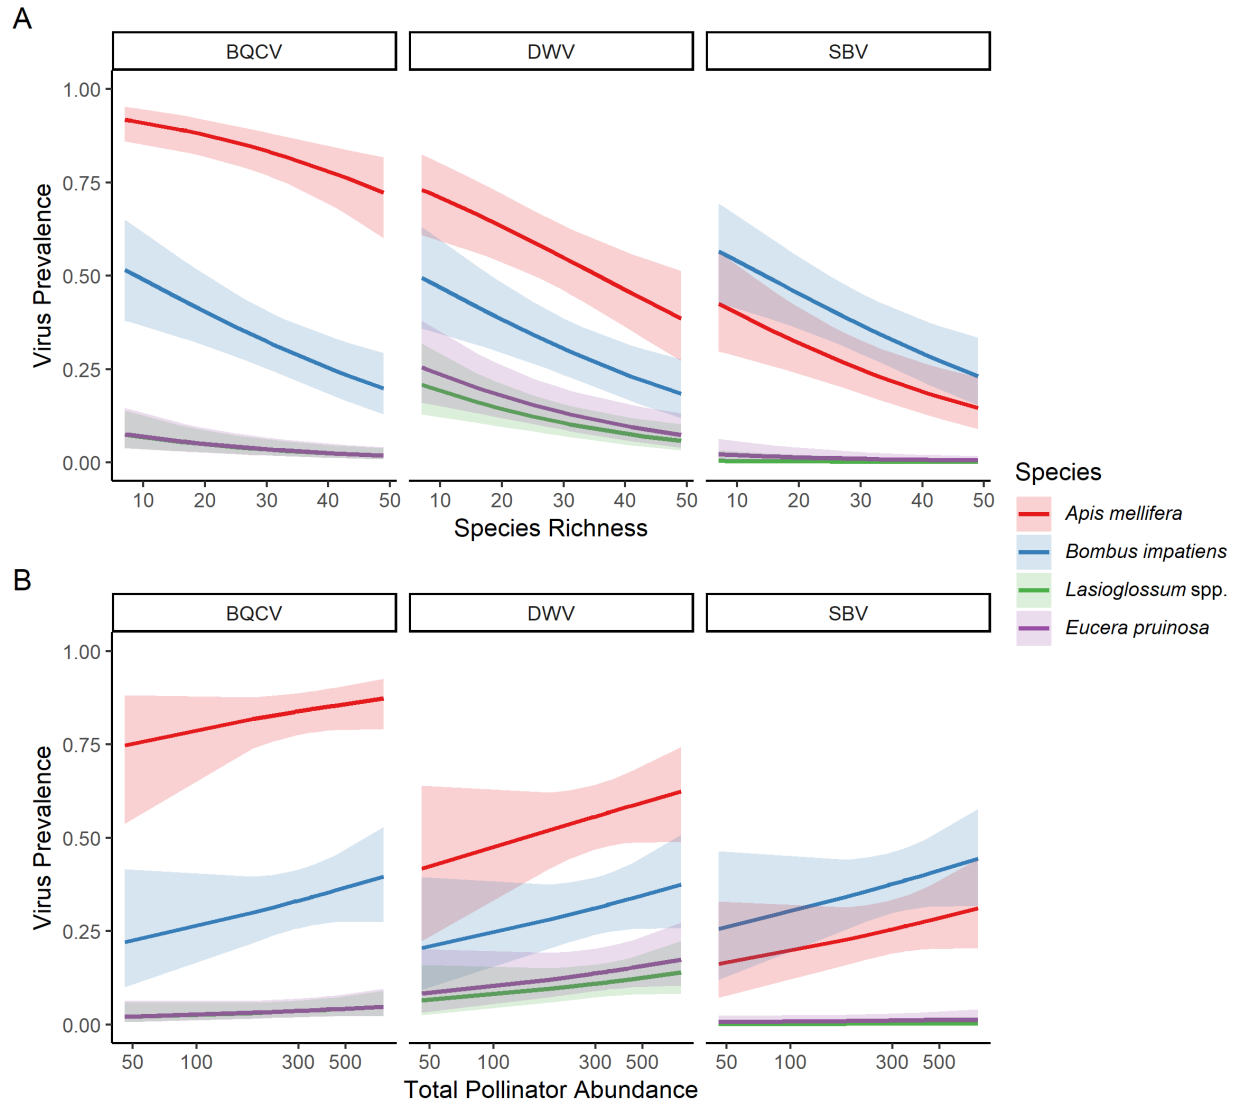 A
BQCV DWV SBV
1.00
0.75
0.50
0.25
0.00
Virus Prevalence
10 20 30 40 50 10 20 30 40 50 10 20 30 40 50
Species Richness
Species
Apis mellifera
Bombus impatiens
Lasioglossum spp.
Eucera pruinosa
B
BQCV DWV SBV
1.00
0.75
0.50
0.25
0.00
Virus Prevalence
50 100 300 500 50 100 300 500 50 100 300 500
Total Pollinator Abundance